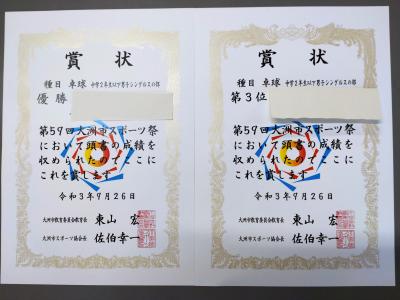 賞状
種目 卓球 中学2年生以下男子シングルスの部
優勝
第59回大洲市スポーツ祭
において頭書の成績を
収められたのでここに
これを賞します
令和3年9月26日
大洲市教育委員会教育長 東山 宏
大洲市スポーツ協会長 佐伯幸一
賞状
種目 卓球 中学2年生以下男子シングルスの部
第3位
第59回大洲市スポーツ祭
において頭書の成績を
収められたのでここに
これを賞します
令和3年9月26日
大洲市教育委員会教育長 東山 宏
大洲市スポーツ協会長 佐伯幸一